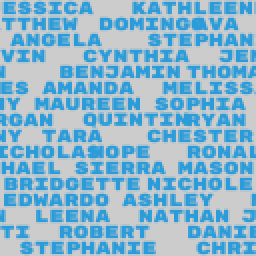 ESSICA KATHLEEN
TTHEW DOMINGO AVA
ANGELA STEPHAN
VIN CYNTHIA JEN
N BENJAMIN THOMA
ES AMANDA MELISS
NY MAUREEN SOPHIA
RGAN QUINTIN RYAN
NY TARA CHESTER
ICHOLAS HOPE RONAL
HAEL SIERRA MASON
BRIDGETTE NICHOLE
EDWARDO ASHLEY
N LEENA NATHAN J
TI ROBERT DANIE
STEPHANIE CHRI